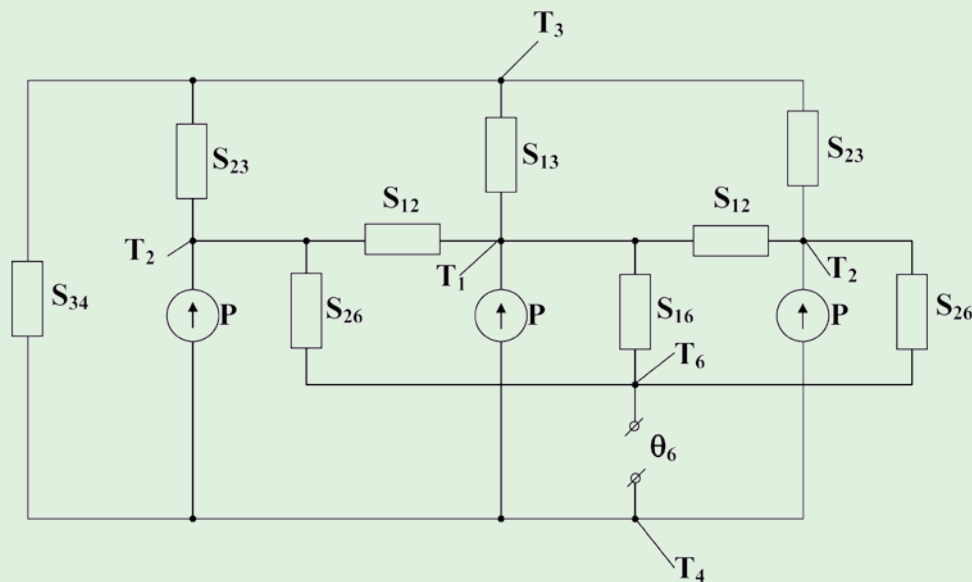 T₃
S₂₃
S₁₃
S₂₃
S₁₂
S₁₂
T₂
T₁
T₂
S₃₄
P
S₂₆
P
S₁₆
P
S₂₆
T₆
θ₆
T₄